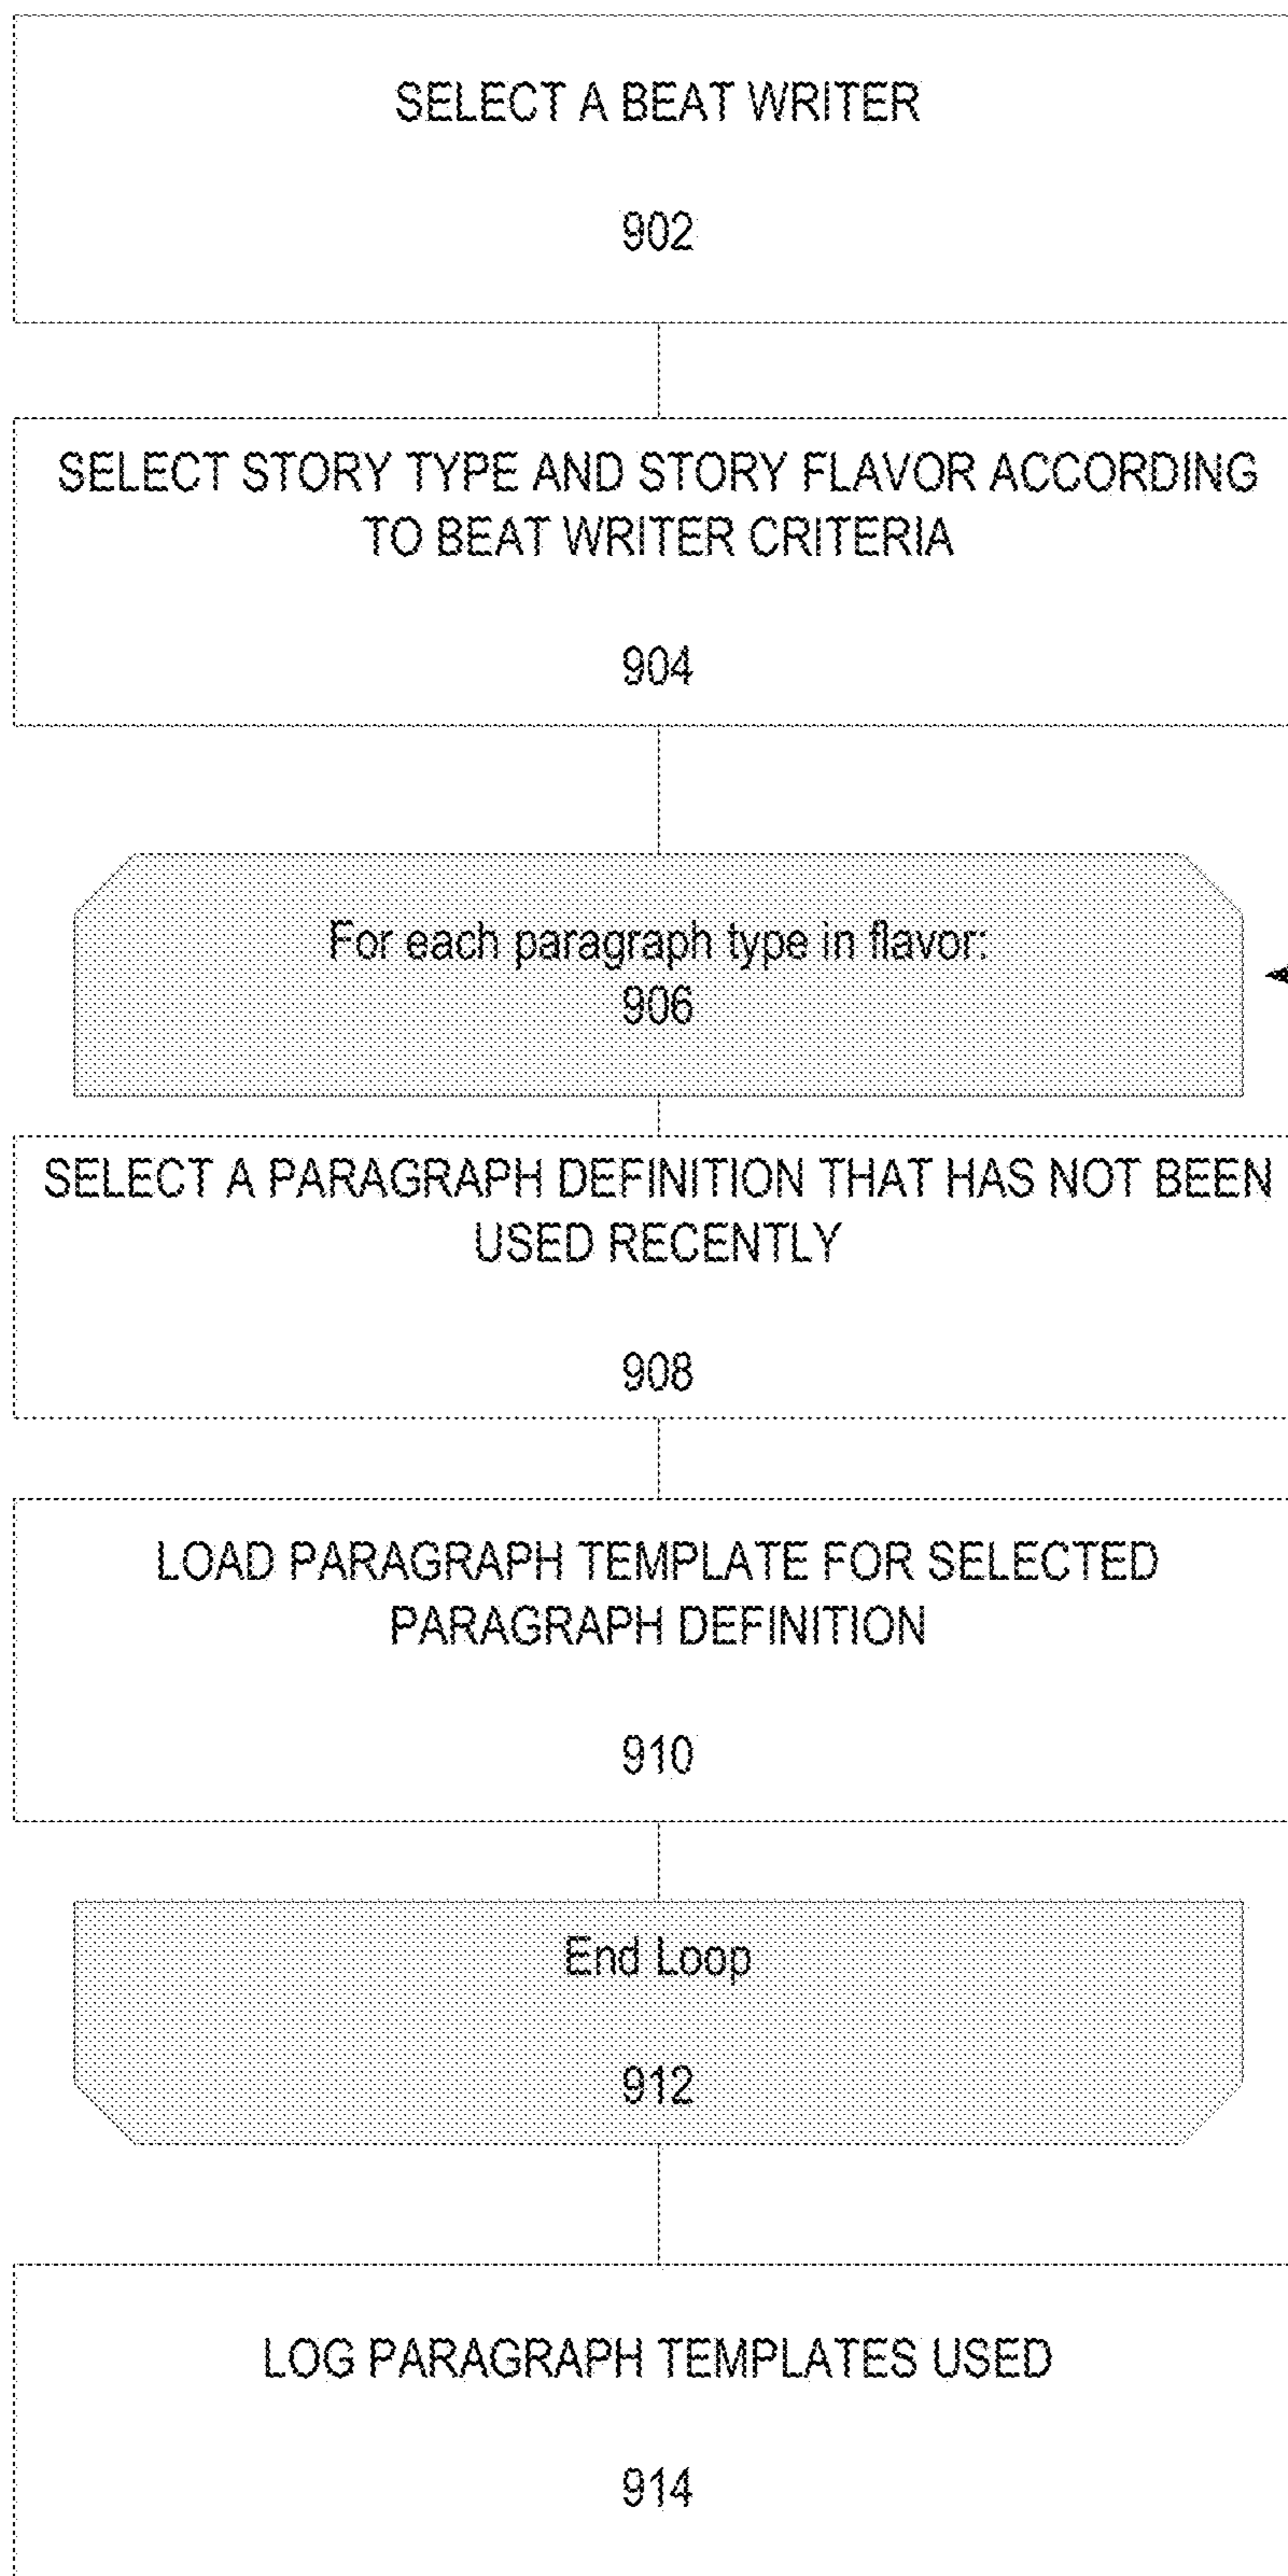 SELECT A BEAT WRITER
902
SELECT STORY TYPE AND STORY FLAVOR ACCORDING
TO BEAT WRITER CRITERIA
904
For each paragraph type in flavor:
906
SELECT A PARAGRAPH DEFINITION THAT HAS NOT BEEN
USED RECENTLY
908
LOAD PARAGRAPH TEMPLATE FOR SELECTED
PARAGRAPH DEFINITION
910
End Loop
912
LOG PARAGRAPH TEMPLATES USED
914